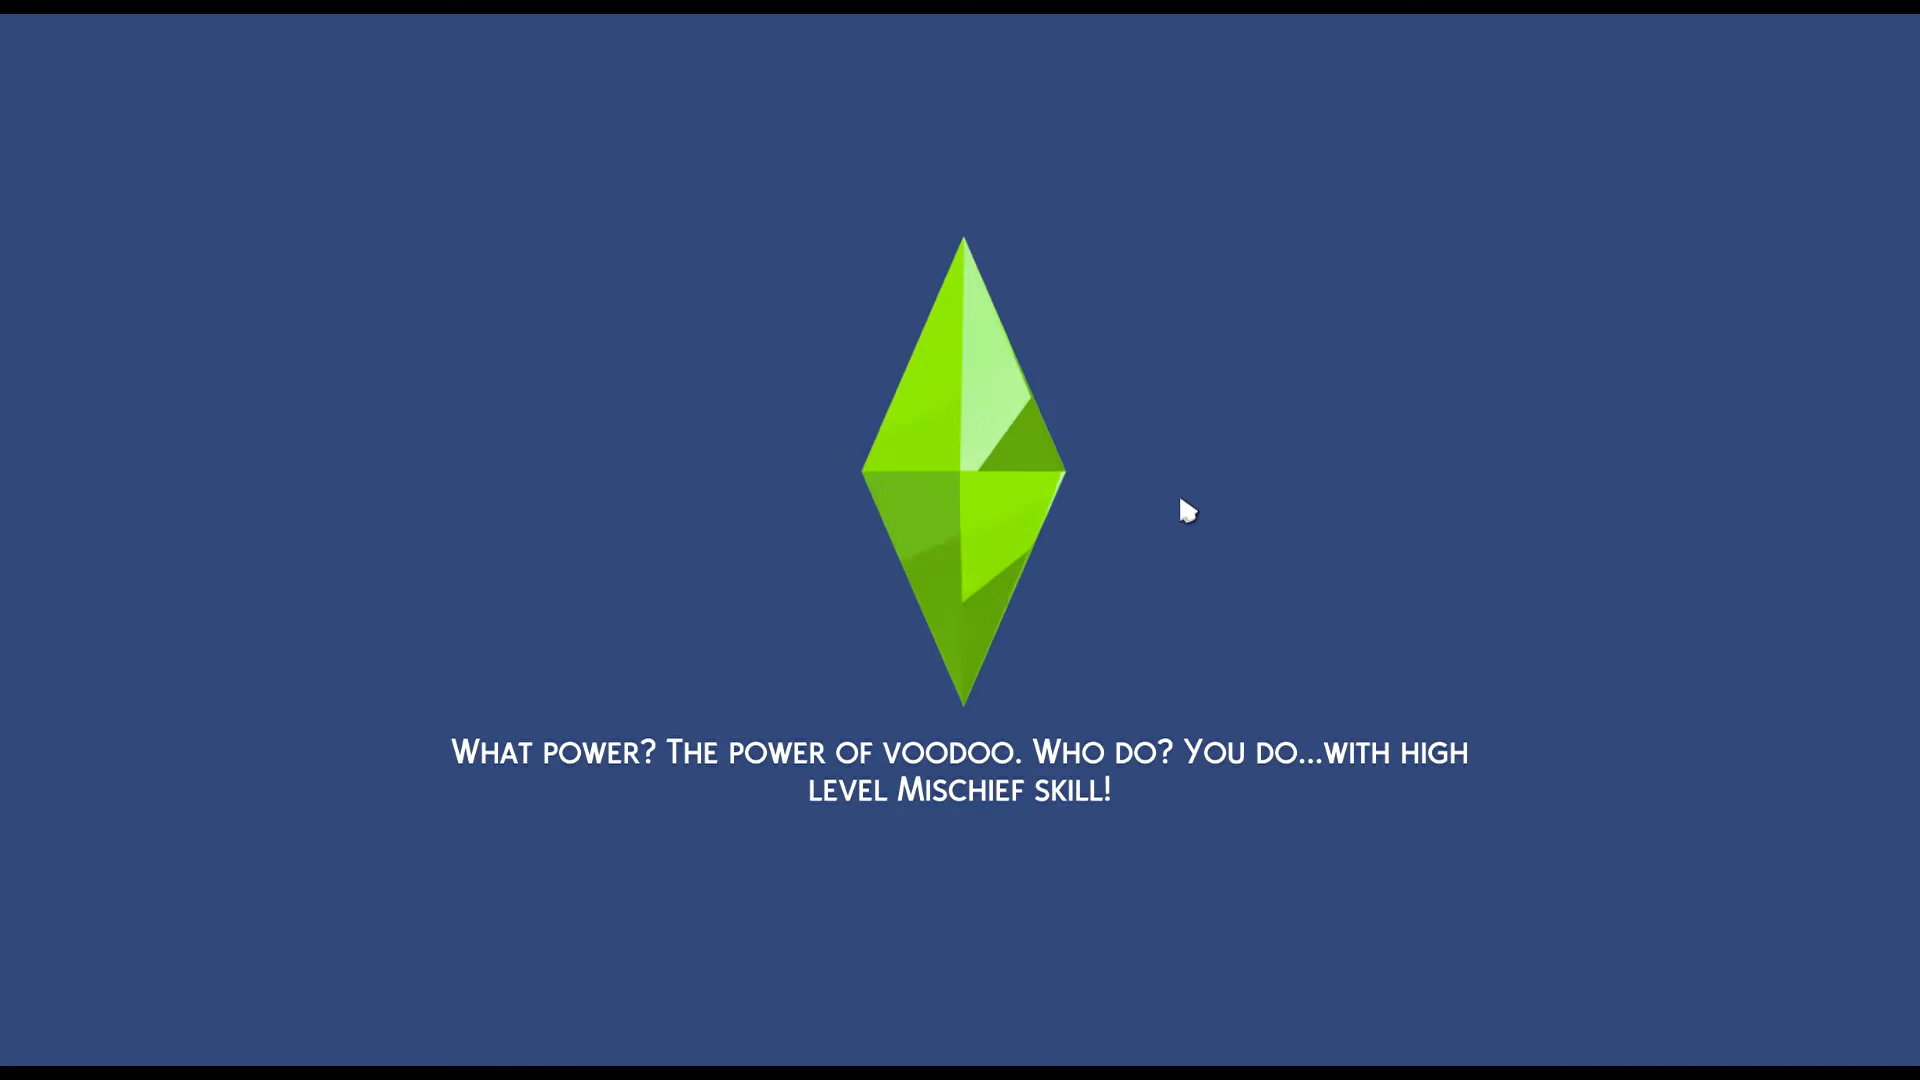 What power? The power of voodoo. Who do? You do...with high
level Mischief skill!